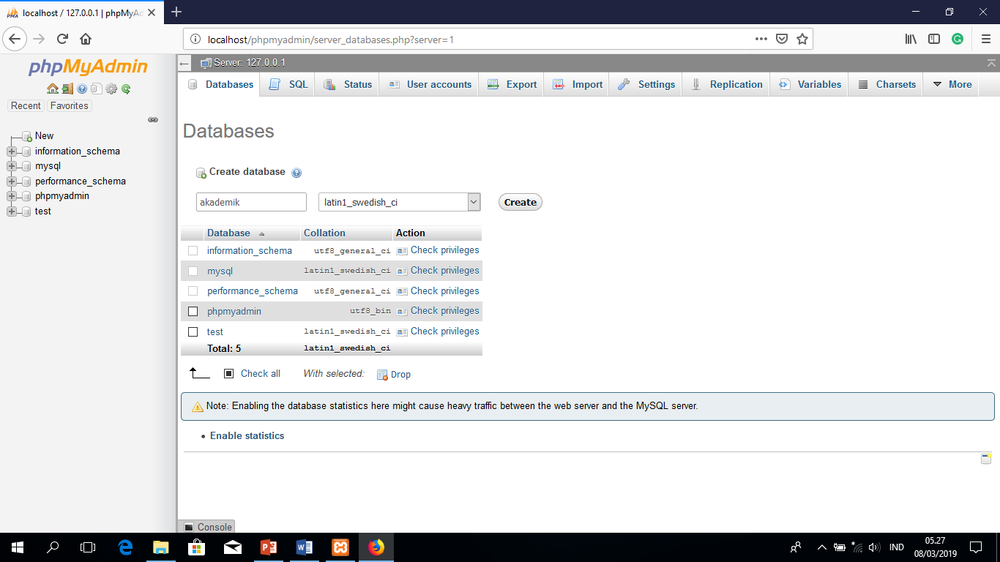 localhost / 127.0.0.1 | phpMyAd
localhost/phpmyadmin/server_databases.php?server=1
phpMyAdmin
Recent Favorites
New
information_schema
mysql
performance_schema
phpmyadmin
test
Server: 127.0.0.1
Databases SQL Status User accounts Export Import Settings Replication Variables Charsets More
Databases
Create database
akademik latin1_swedish_ci Create
Database Collation Action
information_schema utf8_general_ci Check privileges
mysql latin1_swedish_ci Check privileges
performance_schema utf8_general_ci Check privileges
phpmyadmin utf8_bin Check privileges
test latin1_swedish_ci Check privileges
Total: 5 latin1_swedish_ci
Check all With selected: Drop
Note: Enabling the database statistics here might cause heavy traffic between the web server and the MySQL server.
• Enable statistics
Console
IND
05.27
08/03/2019